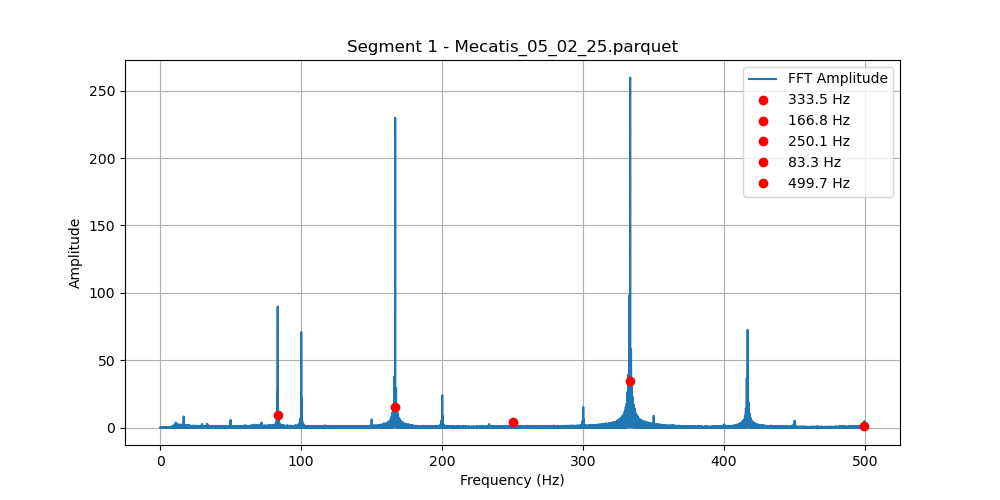 Segment 1 - Mecatis_05_02_25.parquet
FFT Amplitude
333.5 Hz
166.8 Hz
250.1 Hz
83.3 Hz
499.7 Hz
250
200
150
100
50
0
Amplitude
0 100 200 300 400 500
Frequency (Hz)